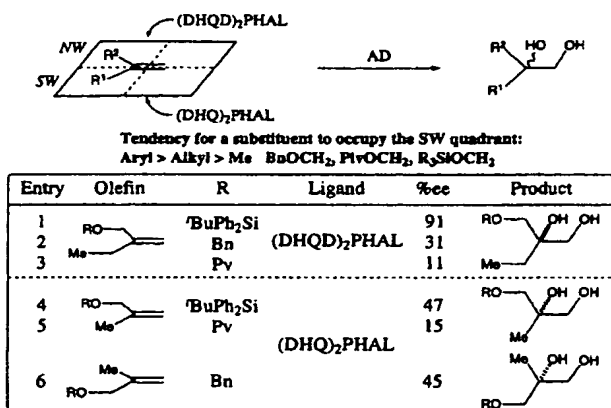 (DHQD)₂PHAL
NW
SW
R²
R¹
(DHQ)₂PHAL
AD
R²
HO
OH
R¹
Tendency for a substituent to occupy the SW quadrant:
Aryl > Alkyl > Me BnOCH₂, PivOCH₂, R₃SiOCH₂
Entry Olefin R Ligand %ee Product
1 ᵗBuPh₂Si 91
2 Bn (DHQD)₂PHAL 31
3 Pv 11
RO
Me
RO OH OH
Me
4 ᵗBuPh₂Si 47
5 Pv 15
RO
Me
RO OH OH
Me
(DHQ)₂PHAL
6 Bn 45
Me
RO
Me OH OH
RO